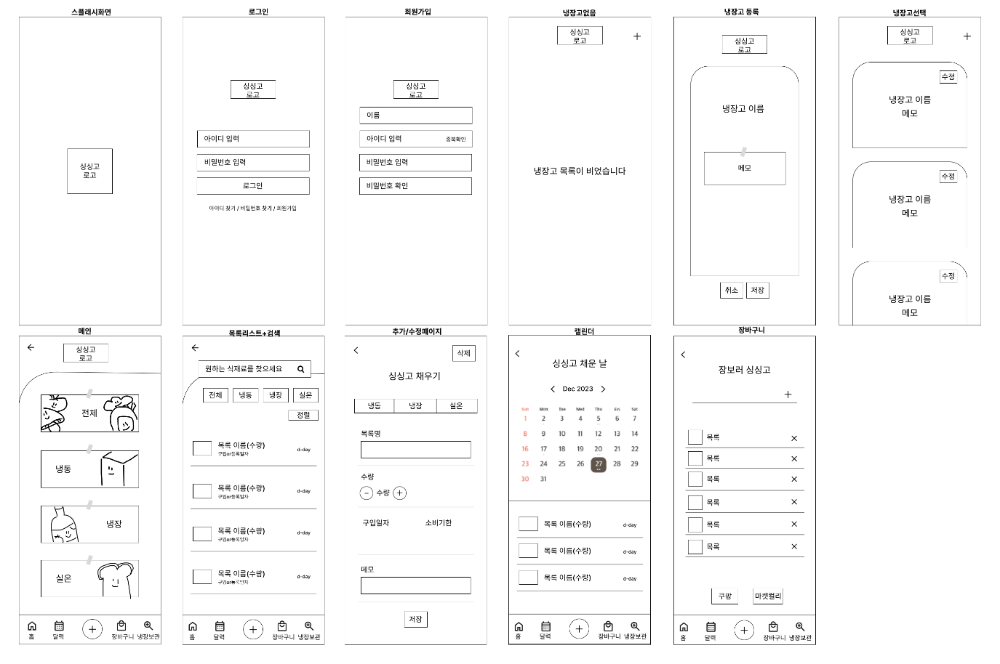 스플래시화면
싱싱고
로고
로그인
싱싱고
로고
아이디 입력
비밀번호 입력
로그인
아이디 찾기 / 비밀번호 찾기 / 회원가입
회원가입
싱싱고
로고
이름
아이디 입력 중복확인
비밀번호 입력
비밀번호 확인
냉장고없음
싱싱고
로고
냉장고 목록이 비었습니다
냉장고 등록
싱싱고
로고
냉장고 이름
메모
취소 저장
냉장고선택
싱싱고
로고
수정
냉장고 이름
메모
수정
냉장고 이름
메모
수정
냉장고 이름
메모
메인
싱싱고
로고
전체
냉동
냉장
실온
홈 달력 장바구니 냉장보관
목록리스트+검색
원하는 식재료를 찾으세요
전체 냉동 냉장 실온
정렬
목록 이름(수량)
구입or등록일자
d-day
목록 이름(수량)
구입or등록일자
d-day
목록 이름(수량)
구입or등록일자
d-day
목록 이름(수량)
구입or등록일자
d-day
홈 달력 장바구니 냉장보관
추가/수정페이지
삭제
싱싱고 채우기
냉동 냉장 실온
목록명
수량
수량
구입일자 소비기한
메모
저장
캘린더
싱싱고 채운 날
Dec 2023
Sun Mon Tue Wed Thu Fri Sat
1 2 3 4 5 6 7
8 9 10 11 12 13 14
16 17 18 19 20 21 22
23 24 25 26 27 28 29
30 31
목록 이름(수량) d-day
목록 이름(수량) d-day
목록 이름(수량) d-day
홈 달력 장바구니 냉장보관
장바구니
장보러 싱싱고
목록
목록
목록
목록
목록
목록
쿠팡 마켓컬리
홈 달력 장바구니 냉장보관